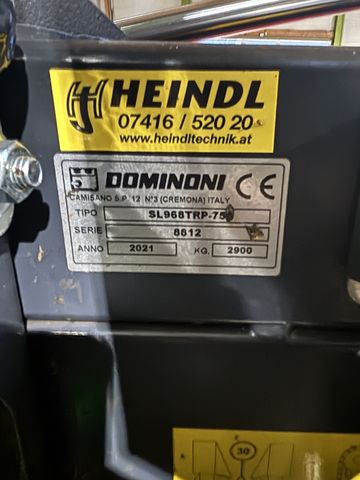 HEINDL
07416 / 520 20
www.heindltechnik.at
DOMINONI CE
CAMISANO S.P. 12 N°3 (CREMONA) ITALY
TIPO SL968TRP-75
SERIE 8812
ANNO 2021 KG. 2900
30